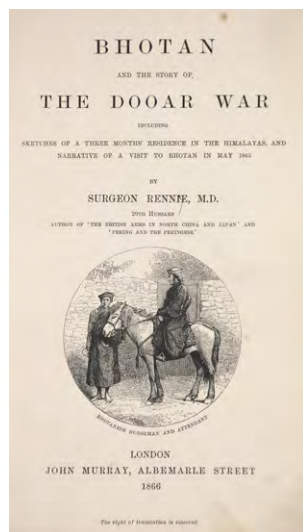 BHOTAN
AND THE STORY OF
THE DOOAR WAR
INCLUDING
SKETCHES OF A THREE MONTHS' RESIDENCE IN THE HIMALAYAS, AND
NARRATIVE OF A VISIT TO BHOTAN IN MAY 1865
BY
SURGEON RENNIE, M.D.
20TH HUSSARS
AUTHOR OF 'THE BRITISH ARMS IN NORTH CHINA AND JAPAN' AND
'PEKING AND THE PEKINGESE'
BHOTANESE HORSEMAN AND ATTENDANT
LONDON
JOHN MURRAY, ALBEMARLE STREET
1866
The right of translation is reserved